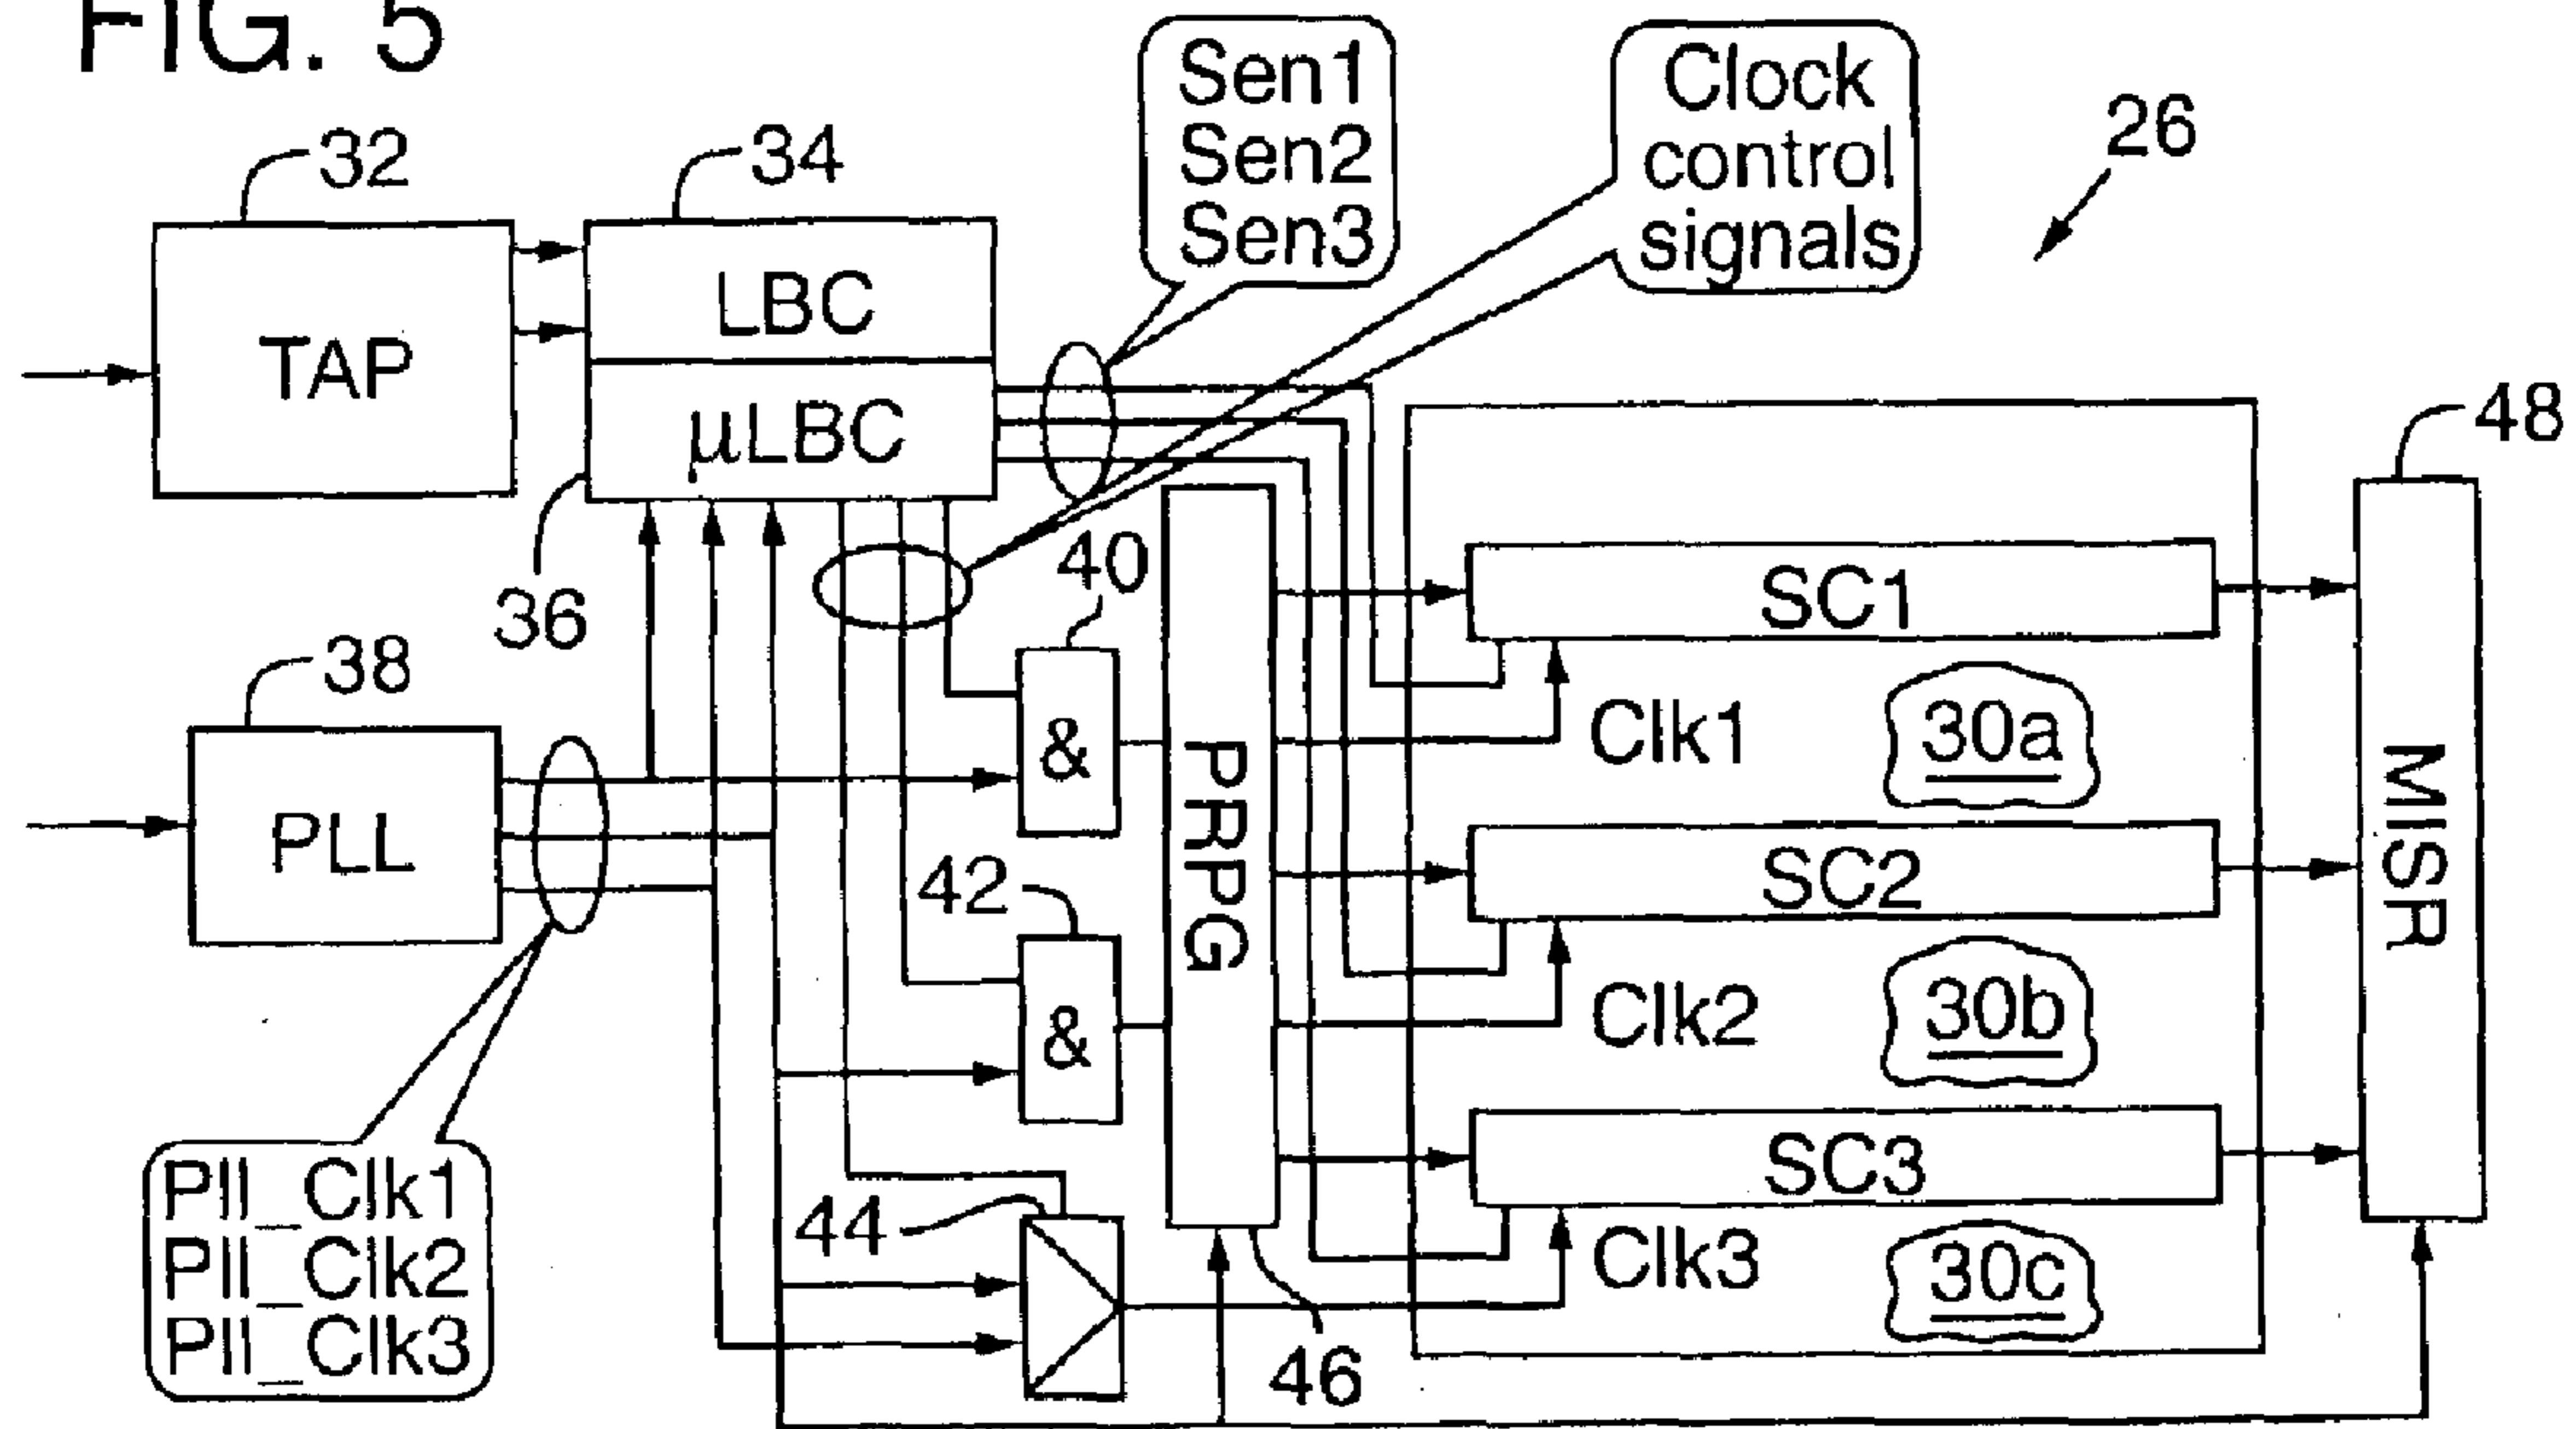 FIG. 5
Sen1
Sen2
Sen3
Clock
control
signals
26
32
34
TAP
LBC
µLBC
36
48
40
38
PLL
SC1
Clk1
30a
&
PRPG
MISR
42
SC2
&
Clk2
30b
Pll_Clk1
Pll_Clk2
Pll_Clk3
44
SC3
Clk3
30c
46